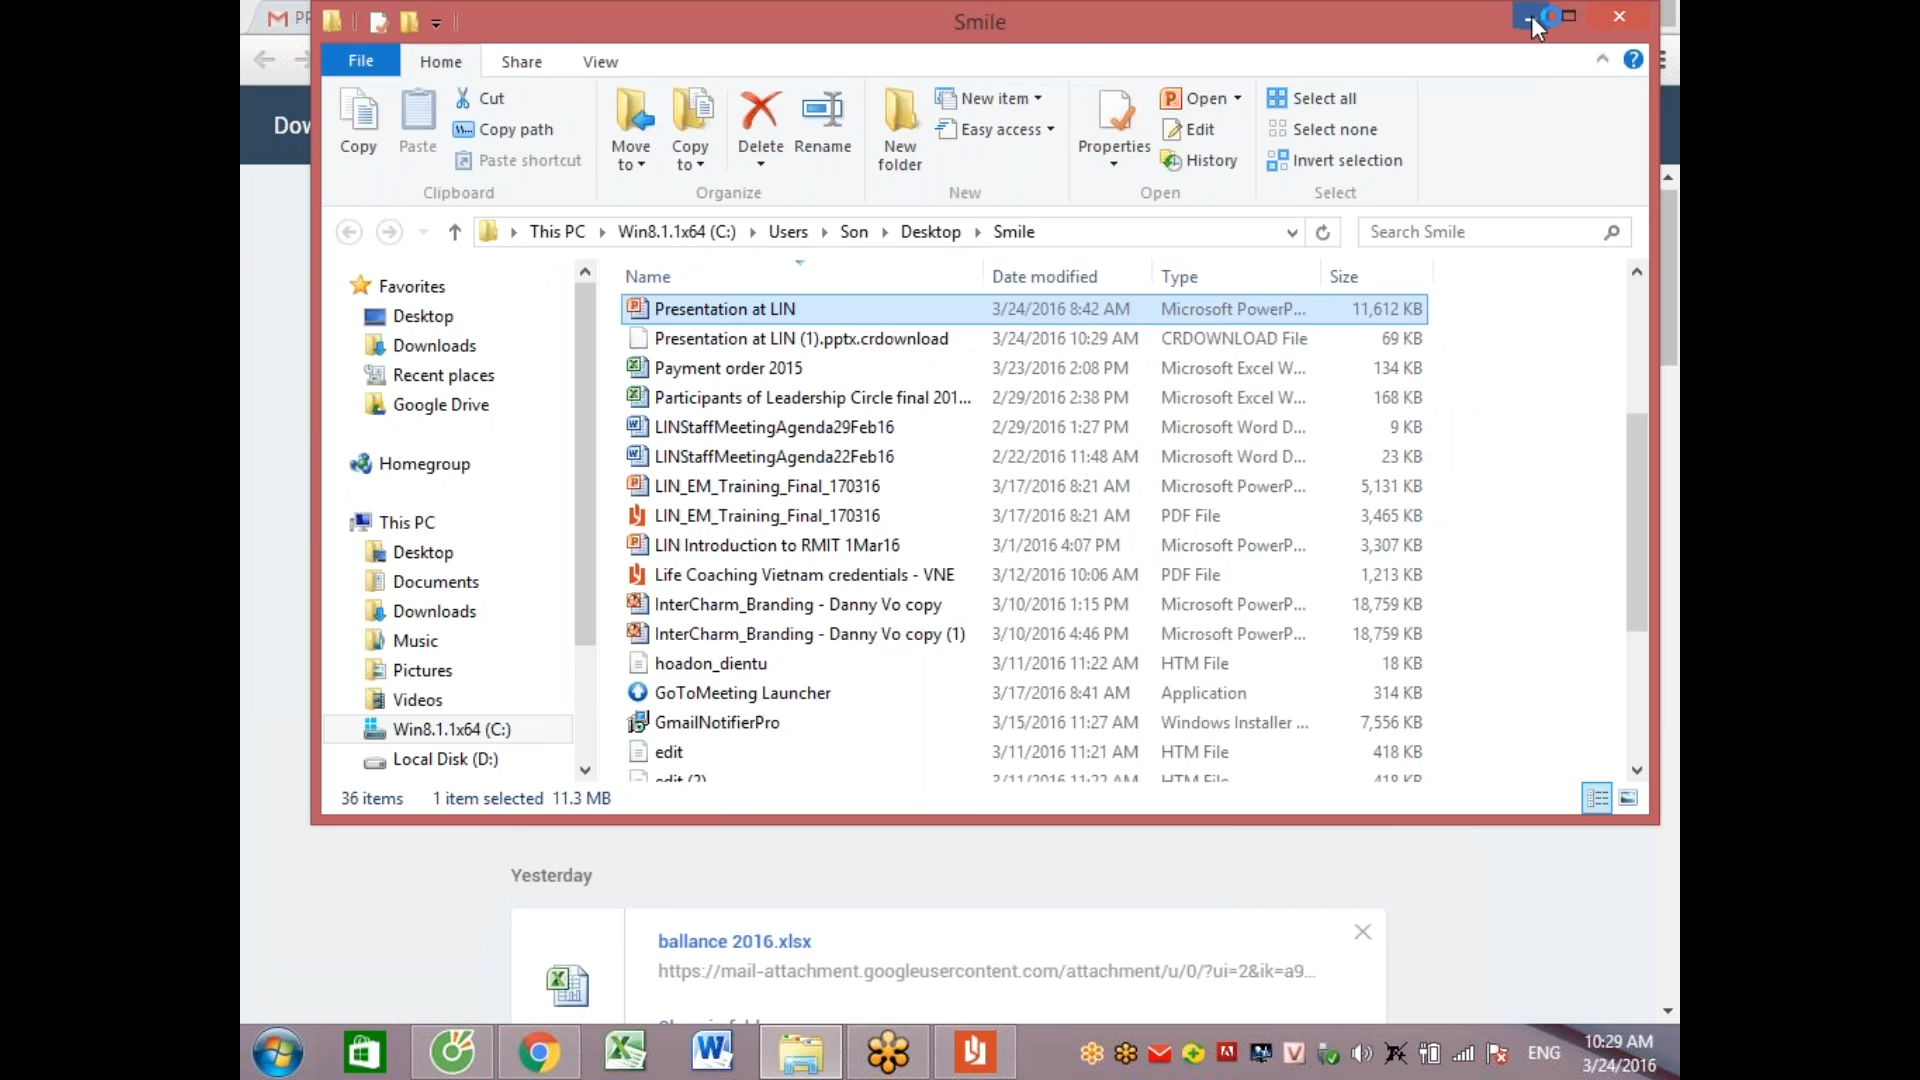 PP
Smile
File
Home
Share
View
Copy
Paste
Cut
Copy path
Paste shortcut
Clipboard
Move to
Copy to
Delete
Rename
Organize
New folder
New item
Easy access
New
Properties
Open
Edit
History
Open
Select all
Select none
Invert selection
Select
Dow
This PC
Win8.1.1x64 (C:)
Users
Son
Desktop
Smile
Search Smile
Favorites
Desktop
Downloads
Recent places
Google Drive
Homegroup
This PC
Desktop
Documents
Downloads
Music
Pictures
Videos
Win8.1.1x64 (C:)
Local Disk (D:)
Name Date modified Type Size
Presentation at LIN 3/24/2016 8:42 AM Microsoft PowerP... 11,612 KB
Presentation at LIN (1).pptx.crdownload 3/24/2016 10:29 AM CRDOWNLOAD File 69 KB
Payment order 2015 3/23/2016 2:08 PM Microsoft Excel W... 134 KB
Participants of Leadership Circle final 201... 2/29/2016 2:38 PM Microsoft Excel W... 168 KB
LINStaffMeetingAgenda29Feb16 2/29/2016 1:27 PM Microsoft Word D... 9 KB
LINStaffMeetingAgenda22Feb16 2/22/2016 11:48 AM Microsoft Word D... 23 KB
LIN_EM_Training_Final_170316 3/17/2016 8:21 AM Microsoft PowerP... 5,131 KB
LIN_EM_Training_Final_170316 3/17/2016 8:21 AM PDF File 3,465 KB
LIN Introduction to RMIT 1Mar16 3/1/2016 4:07 PM Microsoft PowerP... 3,307 KB
Life Coaching Vietnam credentials - VNE 3/12/2016 10:06 AM PDF File 1,213 KB
InterCharm_Branding - Danny Vo copy 3/10/2016 1:15 PM Microsoft PowerP... 18,759 KB
InterCharm_Branding - Danny Vo copy (1) 3/10/2016 4:46 PM Microsoft PowerP... 18,759 KB
hoadon_dientu 3/11/2016 11:22 AM HTM File 18 KB
GoToMeeting Launcher 3/17/2016 8:41 AM Application 314 KB
GmailNotifierPro 3/15/2016 11:27 AM Windows Installer ... 7,556 KB
edit 3/11/2016 11:21 AM HTM File 418 KB
edit (2) 3/11/2016 11:22 AM HTM File 418 KB
36 items 1 item selected 11.3 MB
Yesterday
ballance 2016.xlsx
https://mail-attachment.googleusercontent.com/attachment/u/0/?ui=2&ik=a9...
ENG
10:29 AM
3/24/2016